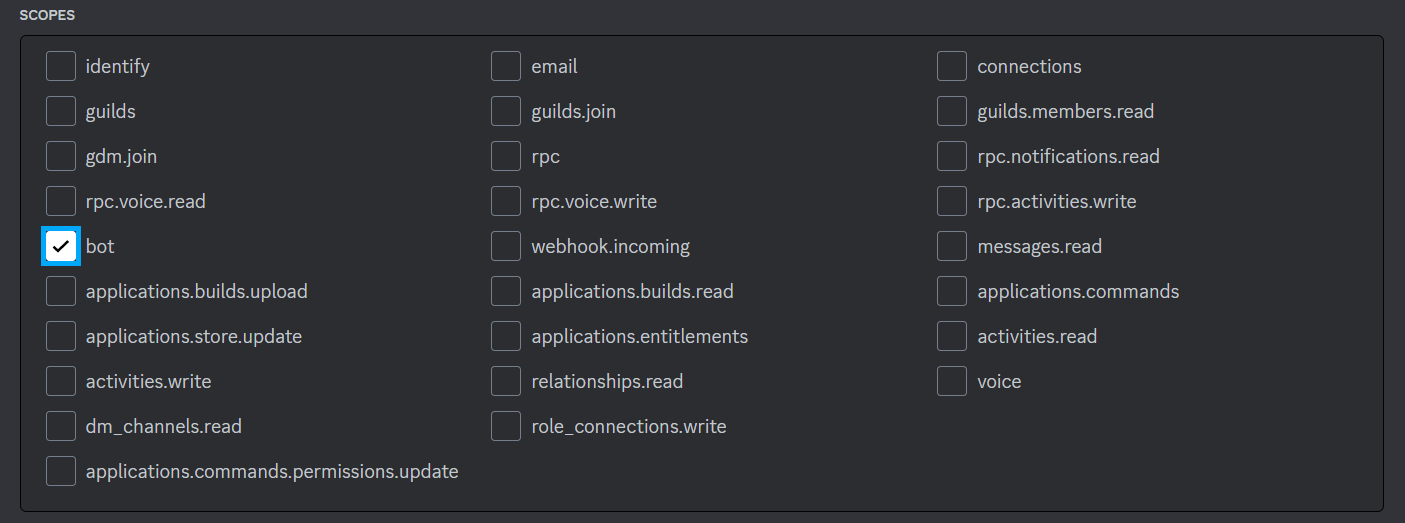 SCOPES
identify email connections
guilds guilds.join guilds.members.read
gdm.join rpc rpc.notifications.read
rpc.voice.read rpc.voice.write rpc.activities.write
bot webhook.incoming messages.read
applications.builds.upload applications.builds.read applications.commands
applications.store.update applications.entitlements activities.read
activities.write relationships.read voice
dm_channels.read role_connections.write
applications.commands.permissions.update